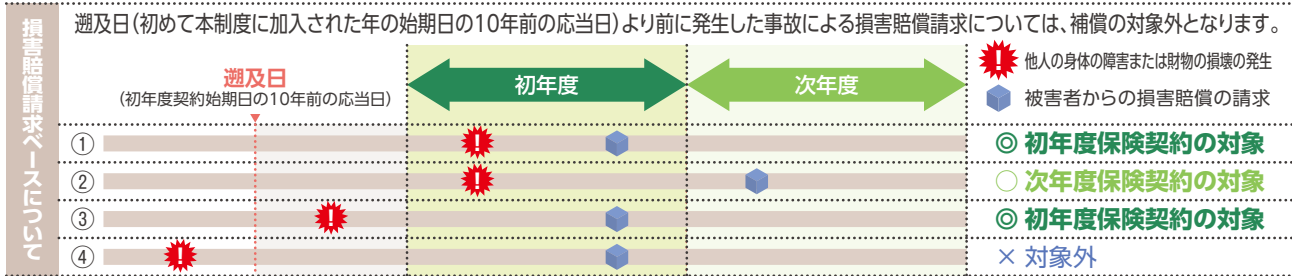 損害賠償請求ベースについて
遡及日(初めて本制度に加入された年の始期日の10年前の応当日)より前に発生した事故による損害賠償請求については、補償の対象外となります。
遡及日
(初年度契約始期日の10年前の応当日)
初年度
次年度
他人の身体の障害または財物の損壊の発生
被害者からの損害賠償の請求
① ◎ 初年度保険契約の対象
② ○ 次年度保険契約の対象
③ ◎ 初年度保険契約の対象
④ × 対象外